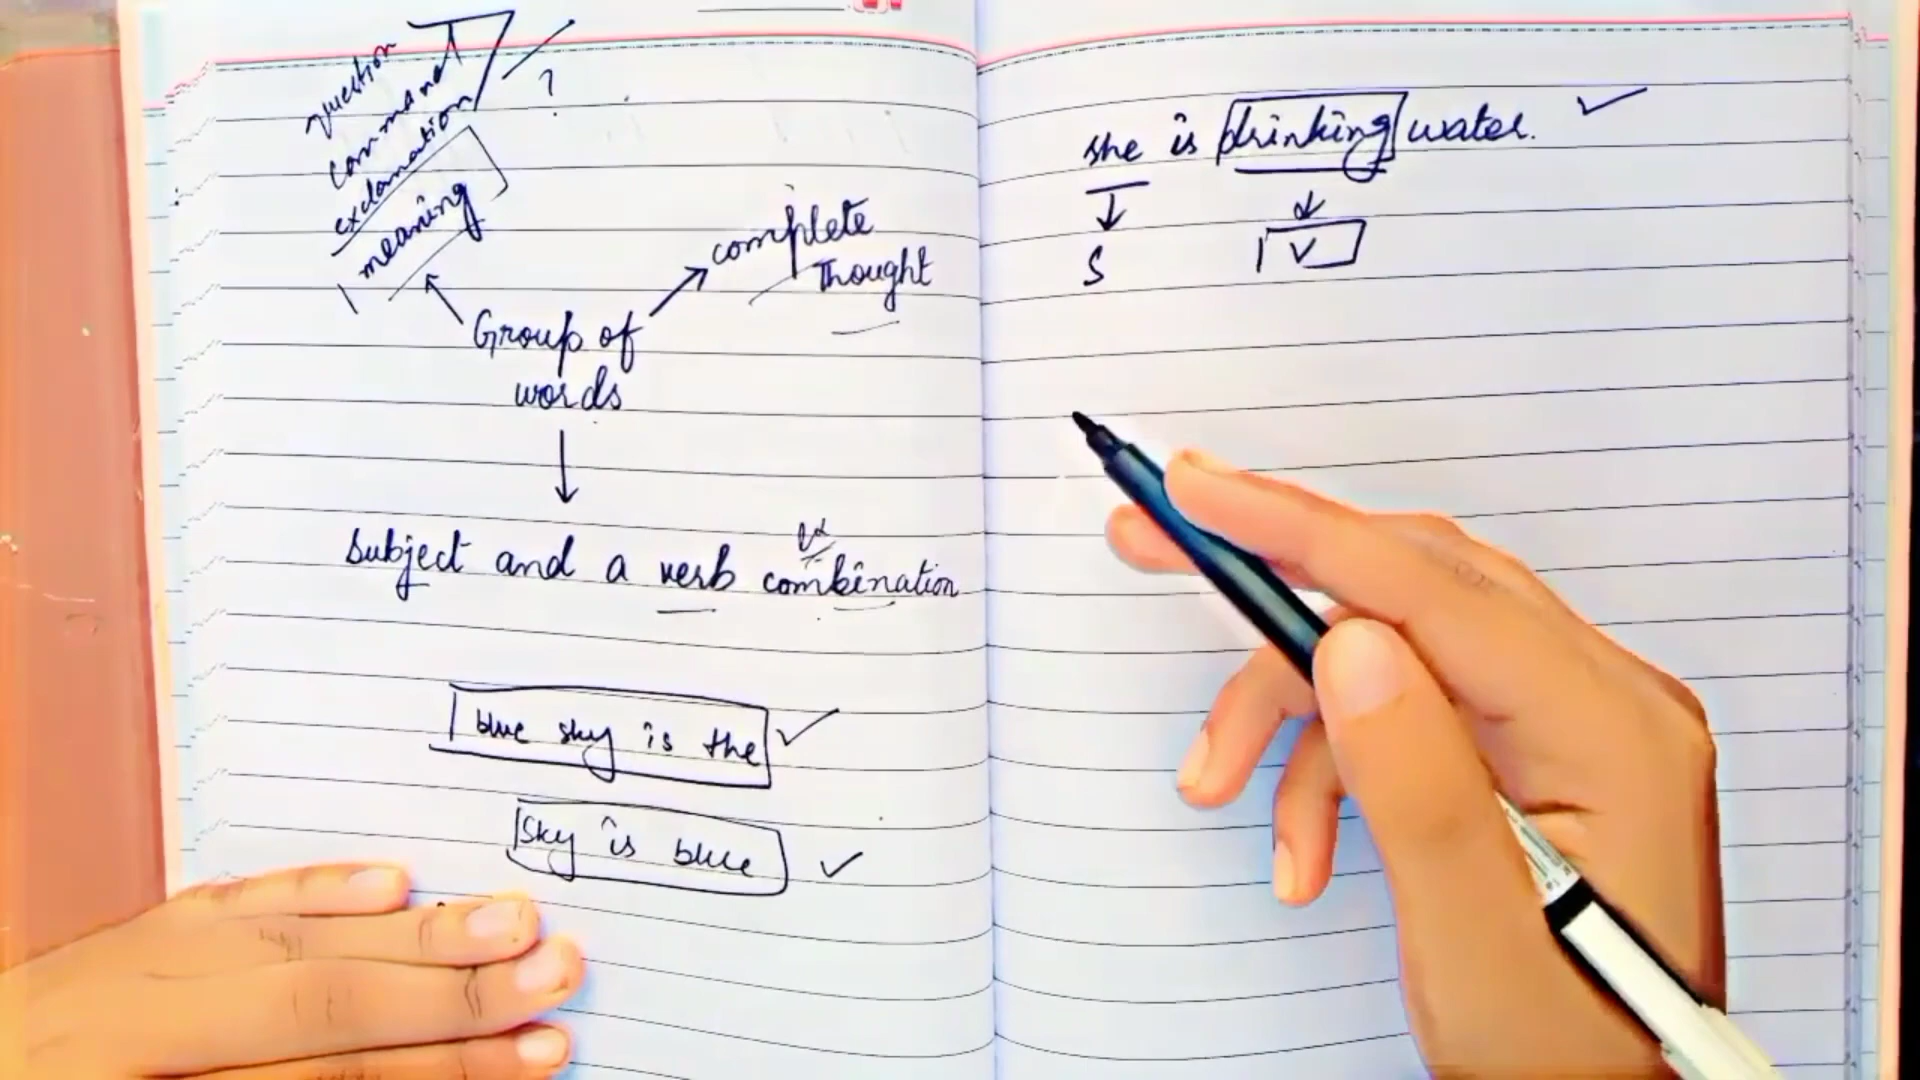 question
command
exclamation
meaning
?
complete
Thought
Group of
words
subject and a verb combination
blue sky is the
Sky is blue
she is drinking water.
S
V